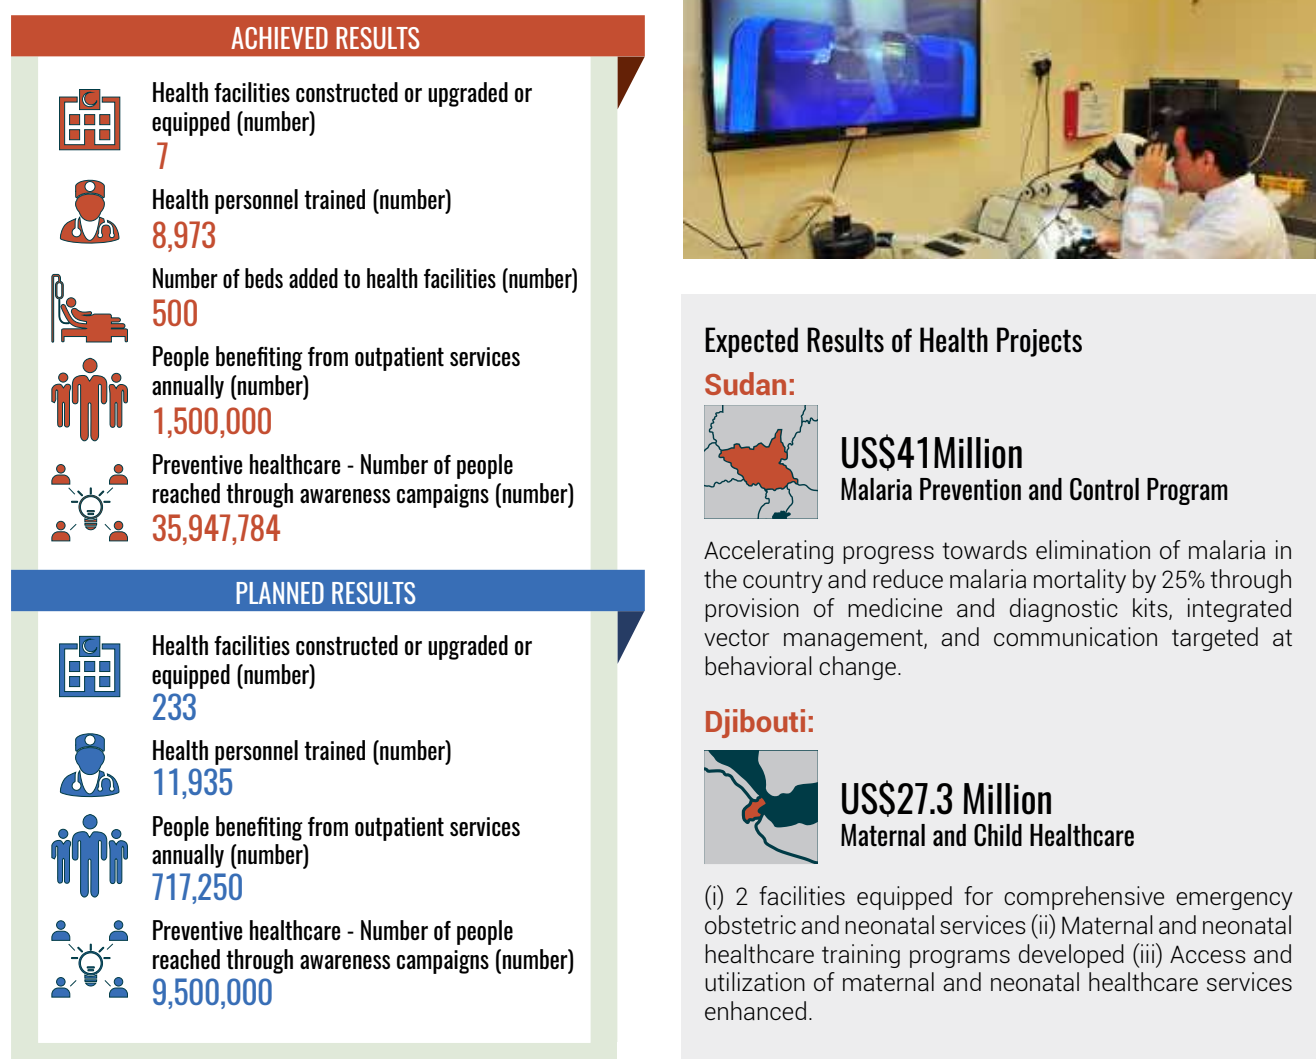 ACHIEVED RESULTS
Health facilities constructed or upgraded or
equipped (number)
7
Health personnel trained (number)
8,973
Number of beds added to health facilities (number)
500
People benefiting from outpatient services
annually (number)
1,500,000
Preventive healthcare - Number of people
reached through awareness campaigns (number)
35,947,784
PLANNED RESULTS
Health facilities constructed or upgraded or
equipped (number)
233
Health personnel trained (number)
11,935
People benefiting from outpatient services
annually (number)
717,250
Preventive healthcare - Number of people
reached through awareness campaigns (number)
9,500,000
Expected Results of Health Projects
Sudan:
US$41Million
Malaria Prevention and Control Program
Accelerating progress towards elimination of malaria in
the country and reduce malaria mortality by 25% through
provision of medicine and diagnostic kits, integrated
vector management, and communication targeted at
behavioral change.
Djibouti:
US$27.3 Million
Maternal and Child Healthcare
(i) 2 facilities equipped for comprehensive emergency
obstetric and neonatal services (ii) Maternal and neonatal
healthcare training programs developed (iii) Access and
utilization of maternal and neonatal healthcare services
enhanced.